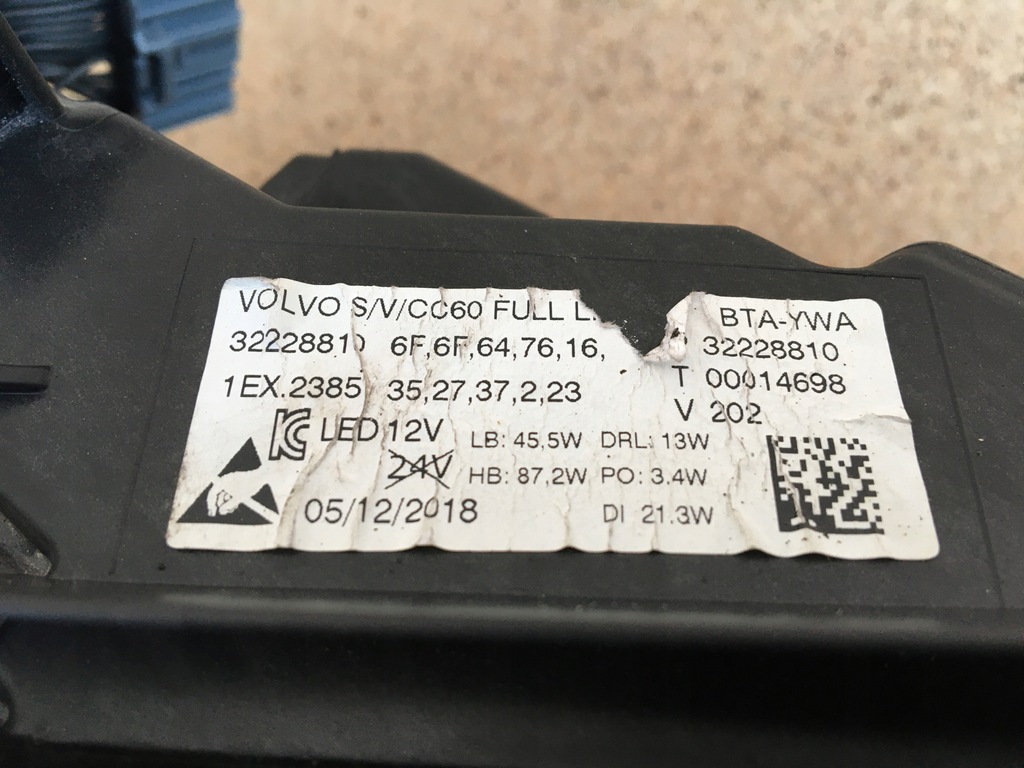 VOLVO S/V/CC60 FULL BTA-YWA
32228810 6F,6F,64,76,16, 32228810
1EX.2385 35,27,37,2,23 T 00014698
V 202
LED 12V LB: 45.5W DRL: 13W
24V HB: 87,2W PO: 3.4W
05/12/2018 DI 21.3W